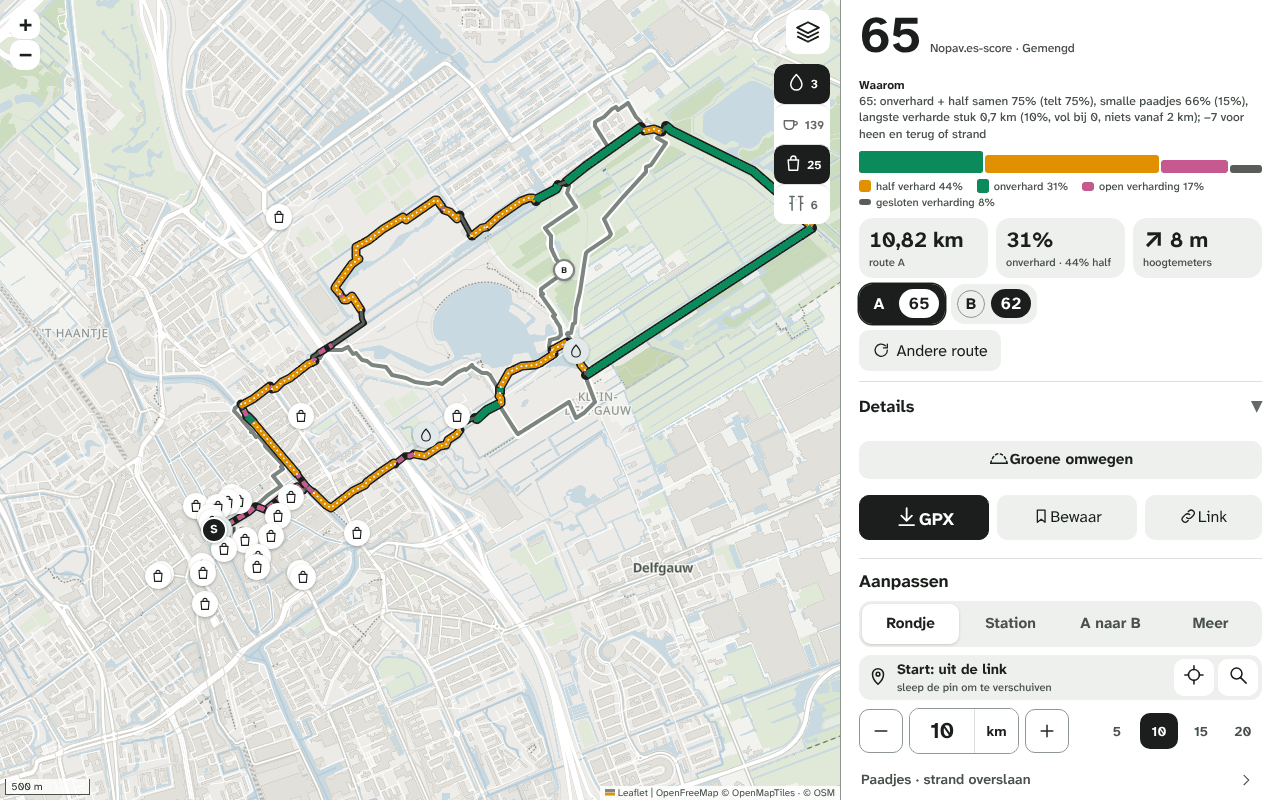 +
−
3
139
25
6
B
'T HAANTJE
KLEIN-
DELFGAUW
S
Delfgauw
500 m
Leaflet | OpenFreeMap © OpenMapTiles · © OSM
65 Nopav.es-score · Gemengd
Waarom
65: onverhard + half samen 75% (telt 75%), smalle paadjes 66% (15%),
langste verharde stuk 0,7 km (10%, vol bij 0, niets vanaf 2 km); −7 voor
heen en terug of strand
half verhard 44% onverhard 31% open verharding 17%
gesloten verharding 8%
10,82 km 31% 8 m
route A onverhard · 44% half hoogtemeters
A 65 B 62
Andere route
Details
Groene omwegen
GPX Bewaar Link
Aanpassen
Rondje Station A naar B Meer
Start: uit de link
sleep de pin om te verschuiven
− 10 km + 5 10 15 20
Paadjes · strand overslaan